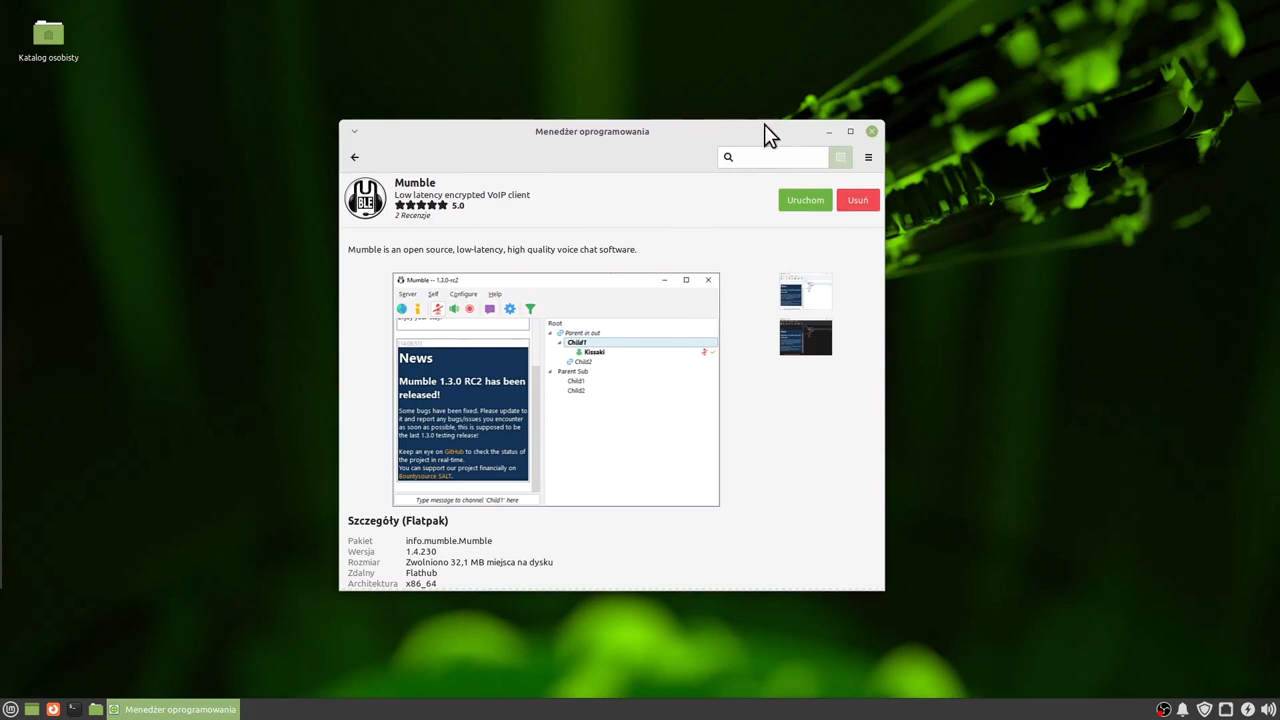 Katalog osobisty
Menedżer oprogramowania
BLE
Mumble
Low latency encrypted VoIP client
5.0
2 Recenzje
Uruchom
Usuń
Mumble is an open source, low-latency, high quality voice chat software.
Mumble -- 1.3.0-rc2
Server Self Configure Help
[14:08:51]
News
Mumble 1.3.0 RC2 has been
released!
Some bugs have been fixed. Please update to
it and report any bugs/issues you encounter
as soon as possible, this is supposed to be
the last 1.3.0 testing release!
Keep an eye on GitHub to check the status of
the project in real-time.
You can support our project financially on
Bountysource SALT.
Type message to channel 'Child1' here
Root
Parent in out
Child1
Kissaki
Child2
Parent Sub
Child1
Child2
Szczegóły (Flatpak)
Pakiet info.mumble.Mumble
Wersja 1.4.230
Rozmiar Zwolniono 32,1 MB miejsca na dysku
Zdalny Flathub
Architektura x86_64
Menedżer oprogramowania